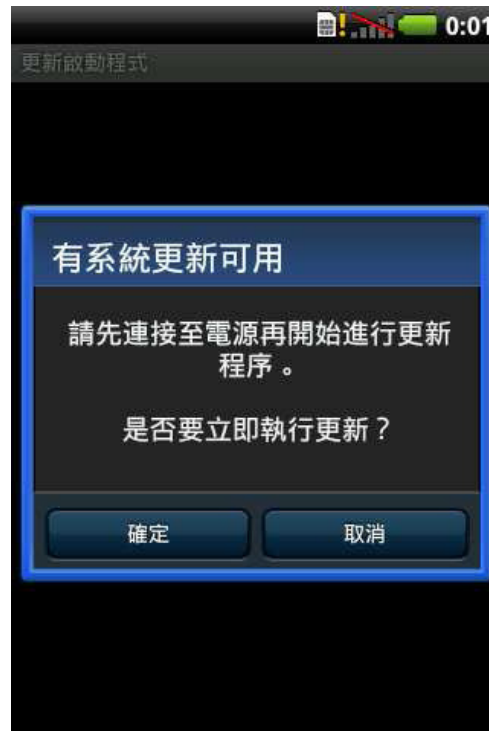 0:01
更新啟動程式
有系統更新可用
請先連接至電源再開始進行更新
程序。
是否要立即執行更新？
確定
取消